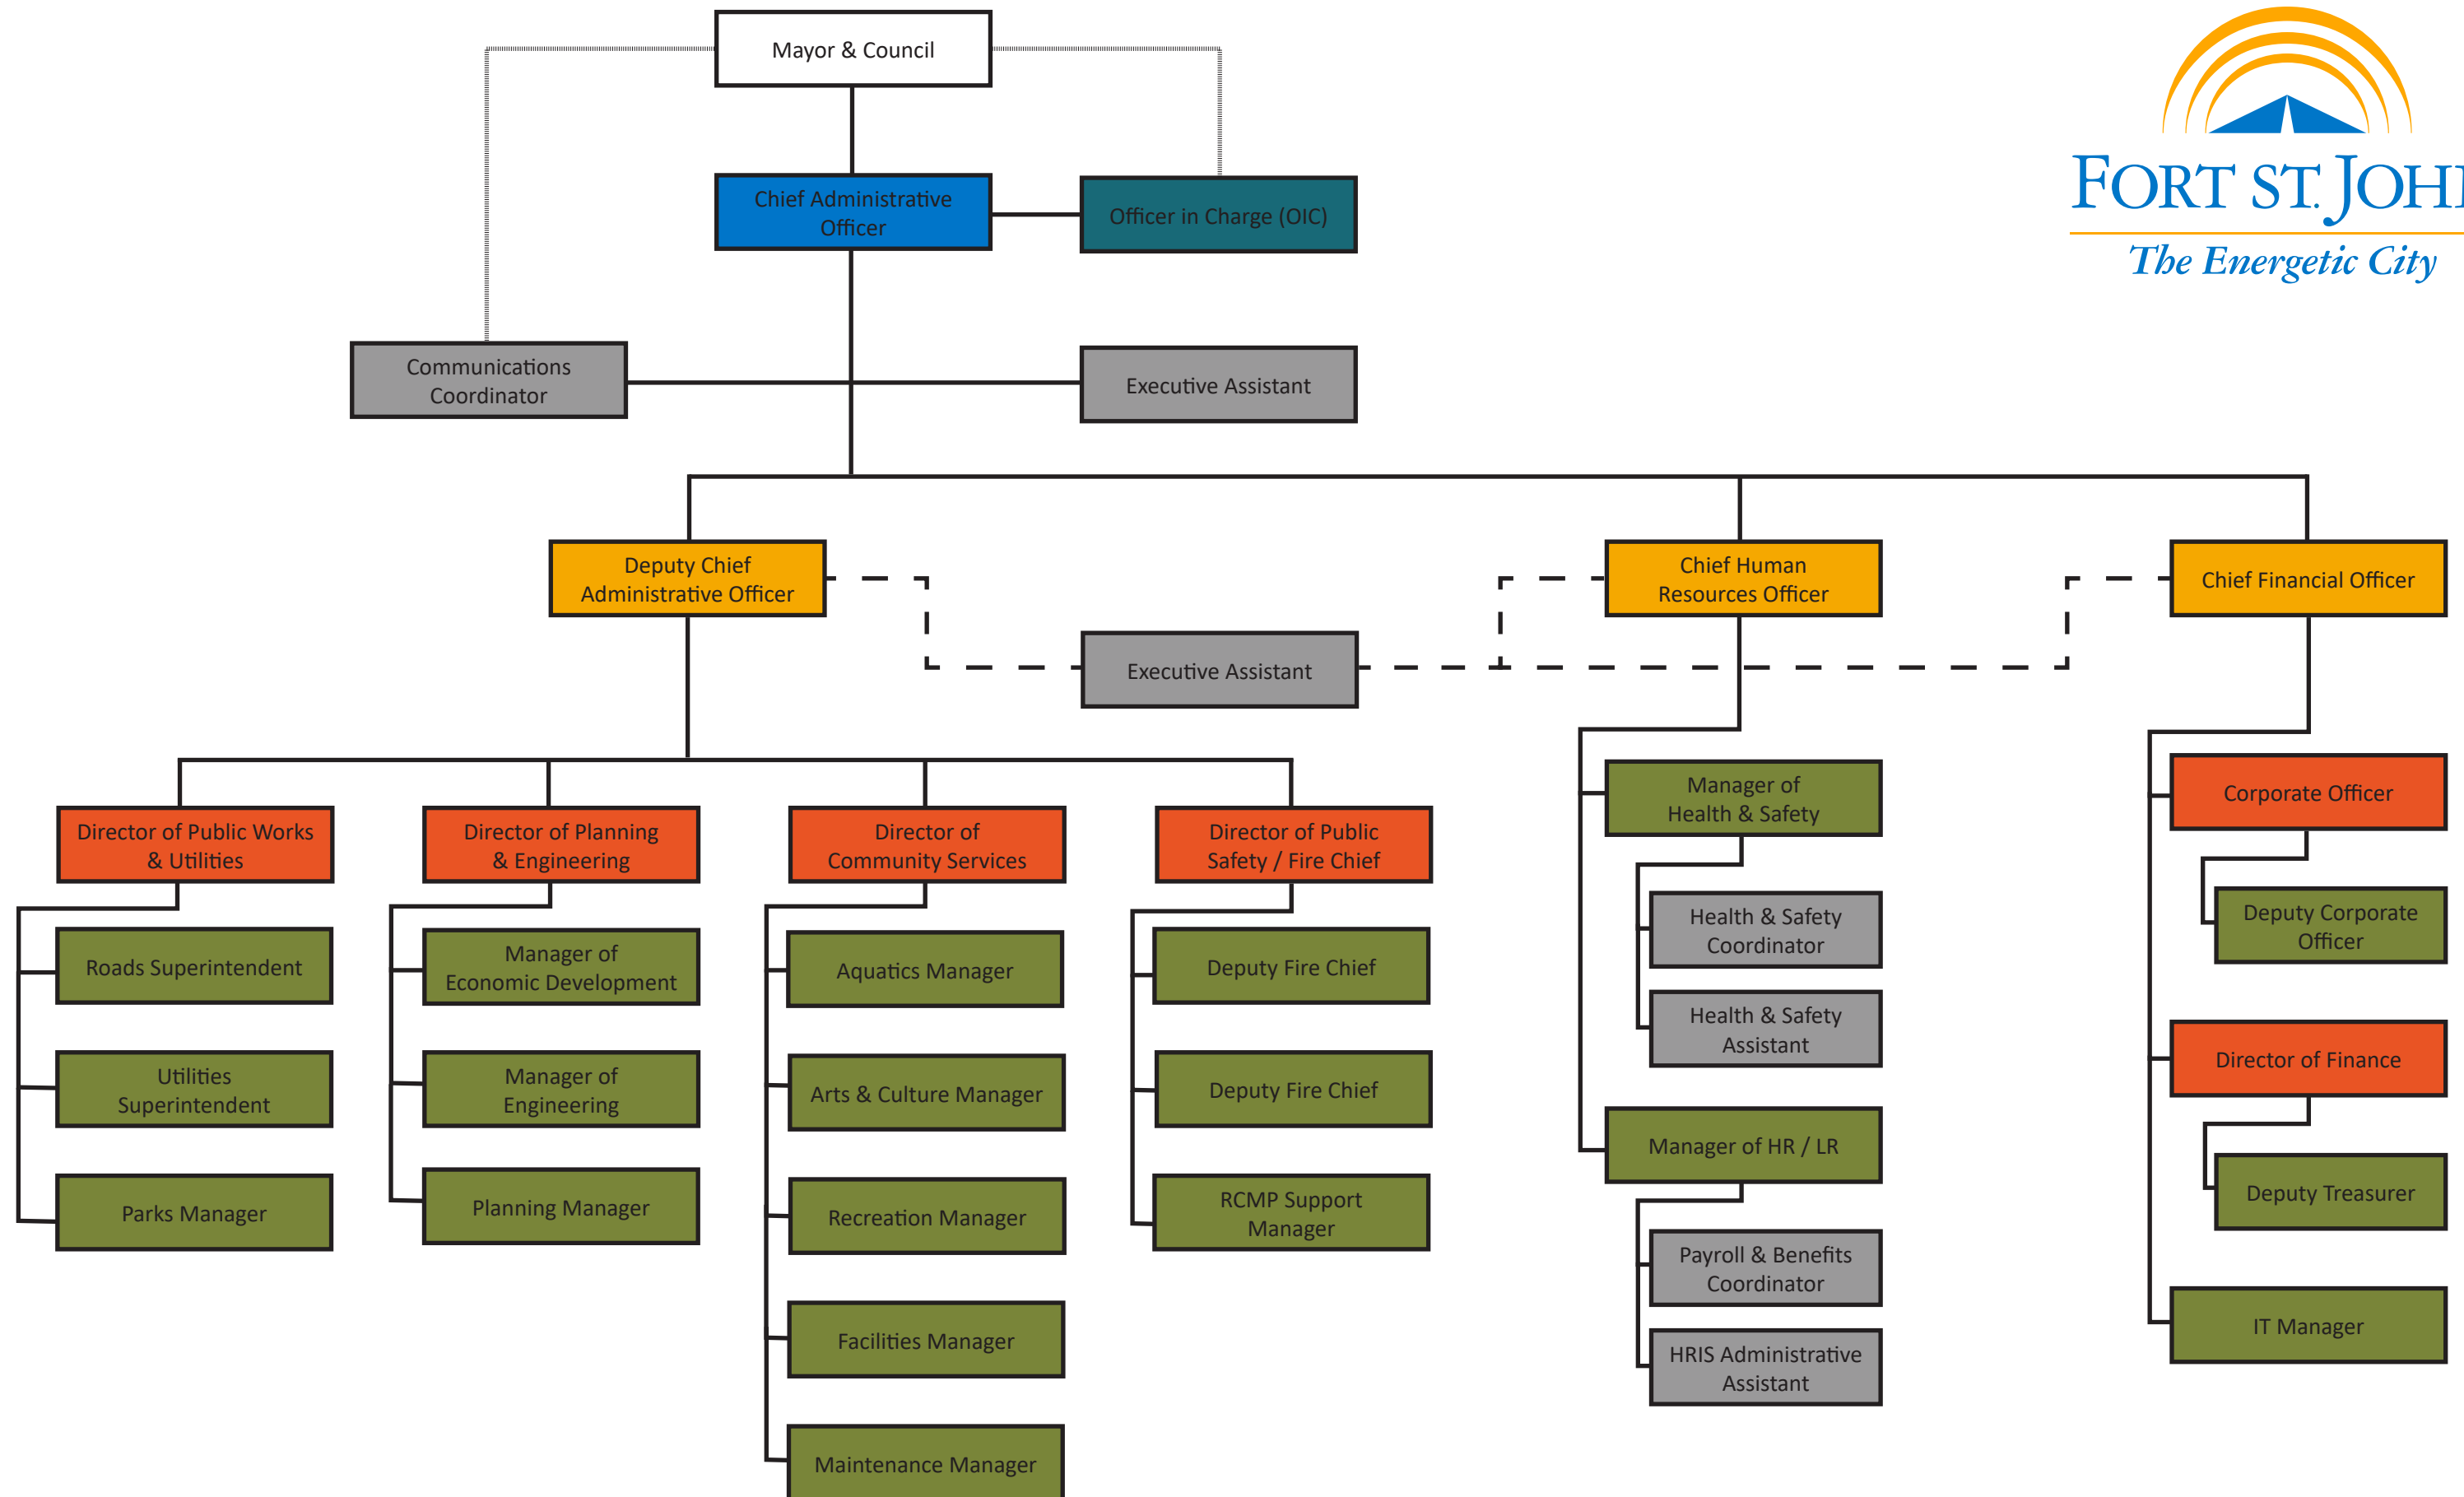 Mayor & Council
FORT ST. JOH
The Energetic City
Chief Administrative
Officer
Officer in Charge (OIC)
Communications
Coordinator
Executive Assistant
Deputy Chief
Administrative Officer
Chief Human
Resources Officer
Chief Financial Officer
Executive Assistant
Director of Public Works
& Utilities
Roads Superintendent
Utilities
Superintendent
Parks Manager
Director of Planning
& Engineering
Manager of
Economic Development
Manager of
Engineering
Planning Manager
Director of
Community Services
Aquatics Manager
Arts & Culture Manager
Recreation Manager
Facilities Manager
Maintenance Manager
Director of Public
Safety / Fire Chief
Deputy Fire Chief
Deputy Fire Chief
RCMP Support
Manager
Manager of
Health & Safety
Health & Safety
Coordinator
Health & Safety
Assistant
Manager of HR / LR
Payroll & Benefits
Coordinator
HRIS Administrative
Assistant
Corporate Officer
Deputy Corporate
Officer
Director of Finance
Deputy Treasurer
IT Manager